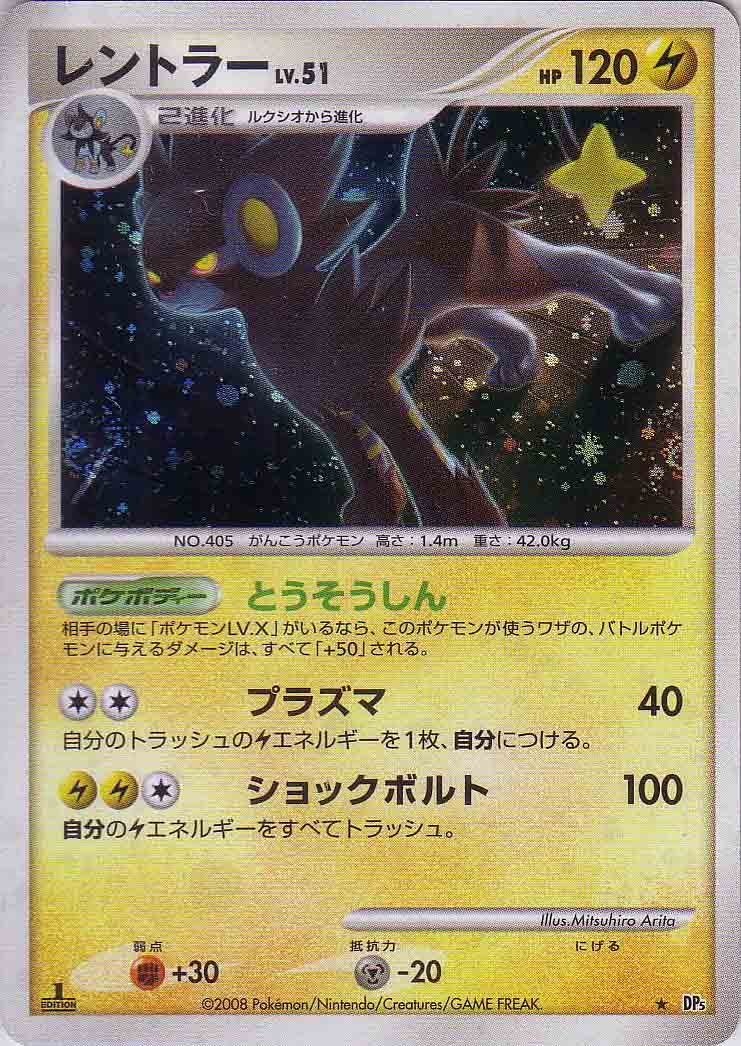 レントラー LV.51 HP 120
2進化 ルクシオから進化
NO.405 がんこうポケモン 高さ：1.4m 重さ：42.0kg
ポケボディー とうそうしん
相手の場に「ポケモンLV.X」がいるなら、このポケモンが使うワザの、バトルポケ
モンに与えるダメージは、すべて「+50」される。
プラズマ 40
自分のトラッシュのエネルギーを1枚、自分につける。
ショックボルト 100
自分のエネルギーをすべてトラッシュ。
Illus.Mitsuhiro Arita
弱点 抵抗力 にげる
+30 -20
1 EDITION ©2008 Pokémon/Nintendo/Creatures/GAME FREAK. ★ DP5